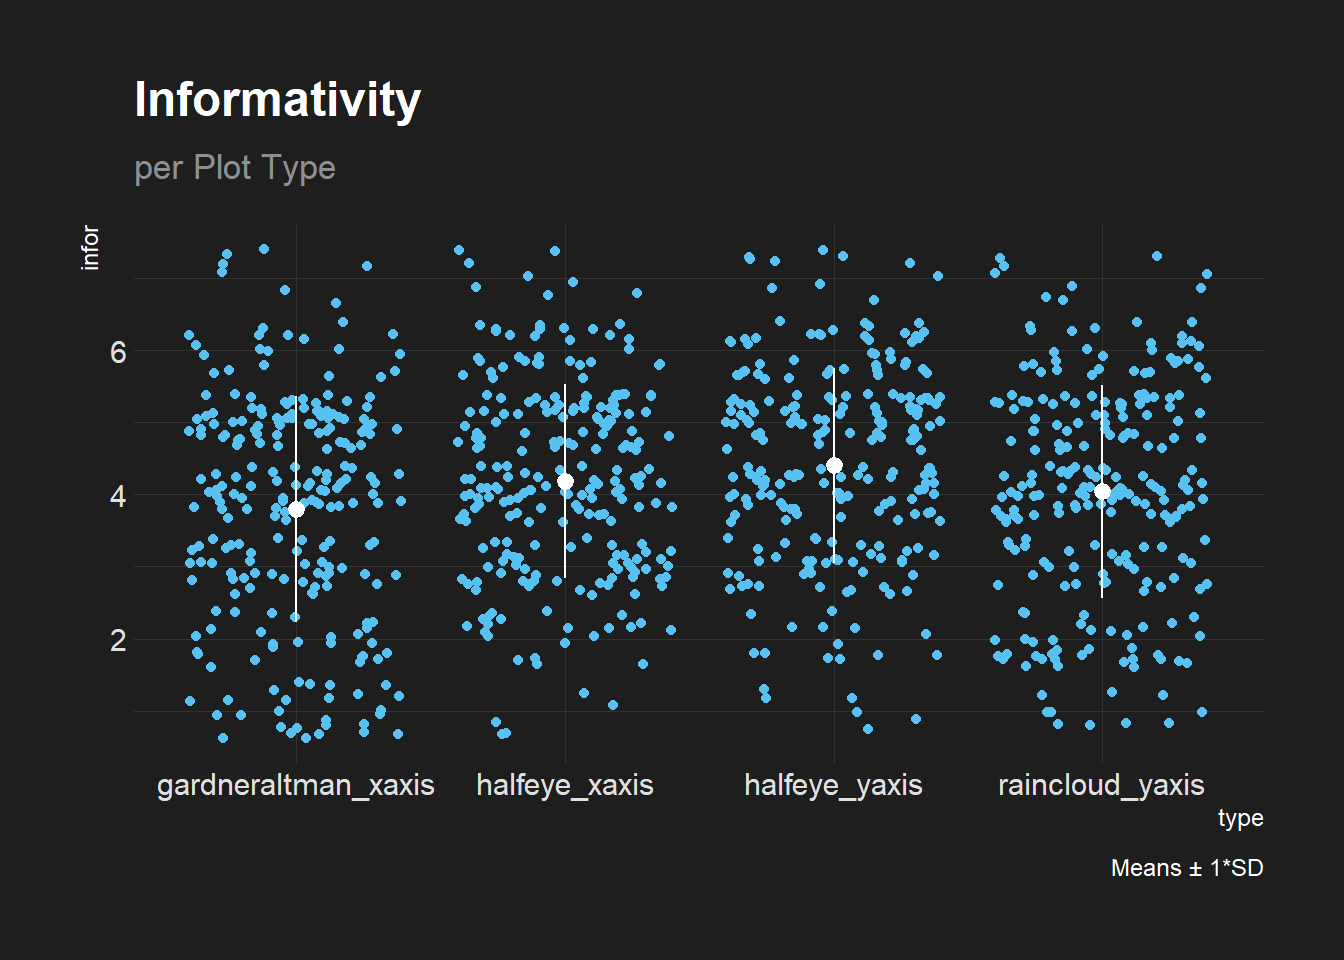 Informativity
per Plot Type
infor
6
4
2
gardneraltman_xaxis halfeye_xaxis halfeye_yaxis raincloud_yaxis
type
Means ± 1*SD